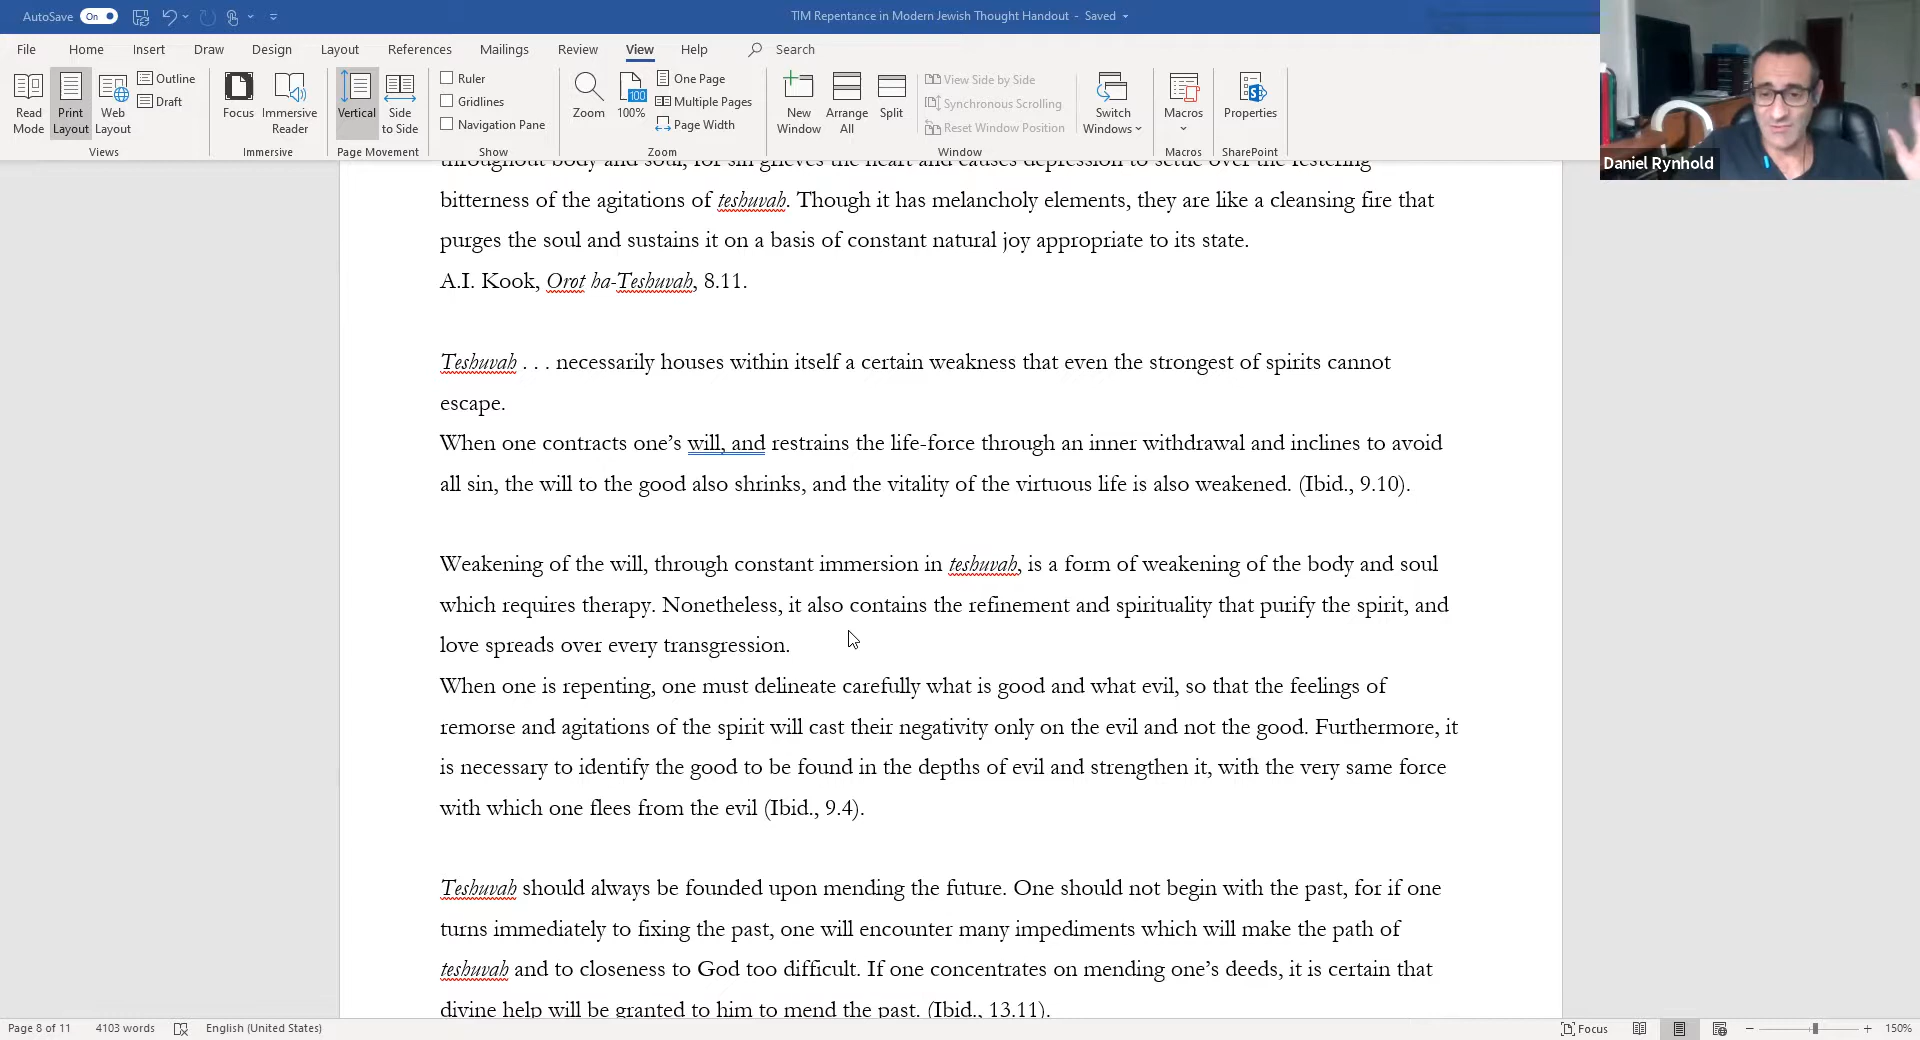 AutoSave On
TIM Repentance in Modern Jewish Thought Handout - Saved
File Home Insert Draw Design Layout References Mailings Review View Help Search
Read Mode
Print Layout
Web Layout
Outline
Draft
Views
Focus
Immersive Reader
Immersive
Vertical
Side to Side
Page Movement
Ruler
Gridlines
Navigation Pane
Show
Zoom
100
100%
One Page
Multiple Pages
Page Width
Zoom
New Window
Arrange All
Split
View Side by Side
Synchronous Scrolling
Reset Window Position
Window
Switch Windows
Macros
Macros
Properties
SharePoint
Daniel Rynhold
throughout body and soul, for sin grieves the heart and causes depression to settle over the festering
bitterness of the agitations of teshuvah. Though it has melancholy elements, they are like a cleansing fire that
purges the soul and sustains it on a basis of constant natural joy appropriate to its state.
A.I. Kook, Orot ha-Teshuvah, 8.11.
Teshuvah . . . necessarily houses within itself a certain weakness that even the strongest of spirits cannot
escape.
When one contracts one’s will, and restrains the life-force through an inner withdrawal and inclines to avoid
all sin, the will to the good also shrinks, and the vitality of the virtuous life is also weakened. (Ibid., 9.10).
Weakening of the will, through constant immersion in teshuvah, is a form of weakening of the body and soul
which requires therapy. Nonetheless, it also contains the refinement and spirituality that purify the spirit, and
love spreads over every transgression.
When one is repenting, one must delineate carefully what is good and what evil, so that the feelings of
remorse and agitations of the spirit will cast their negativity only on the evil and not the good. Furthermore, it
is necessary to identify the good to be found in the depths of evil and strengthen it, with the very same force
with which one flees from the evil (Ibid., 9.4).
Teshuvah should always be founded upon mending the future. One should not begin with the past, for if one
turns immediately to fixing the past, one will encounter many impediments which will make the path of
teshuvah and to closeness to God too difficult. If one concentrates on mending one’s deeds, it is certain that
divine help will be granted to him to mend the past. (Ibid., 13.11).
Page 8 of 11 4103 words English (United States) Focus 150%